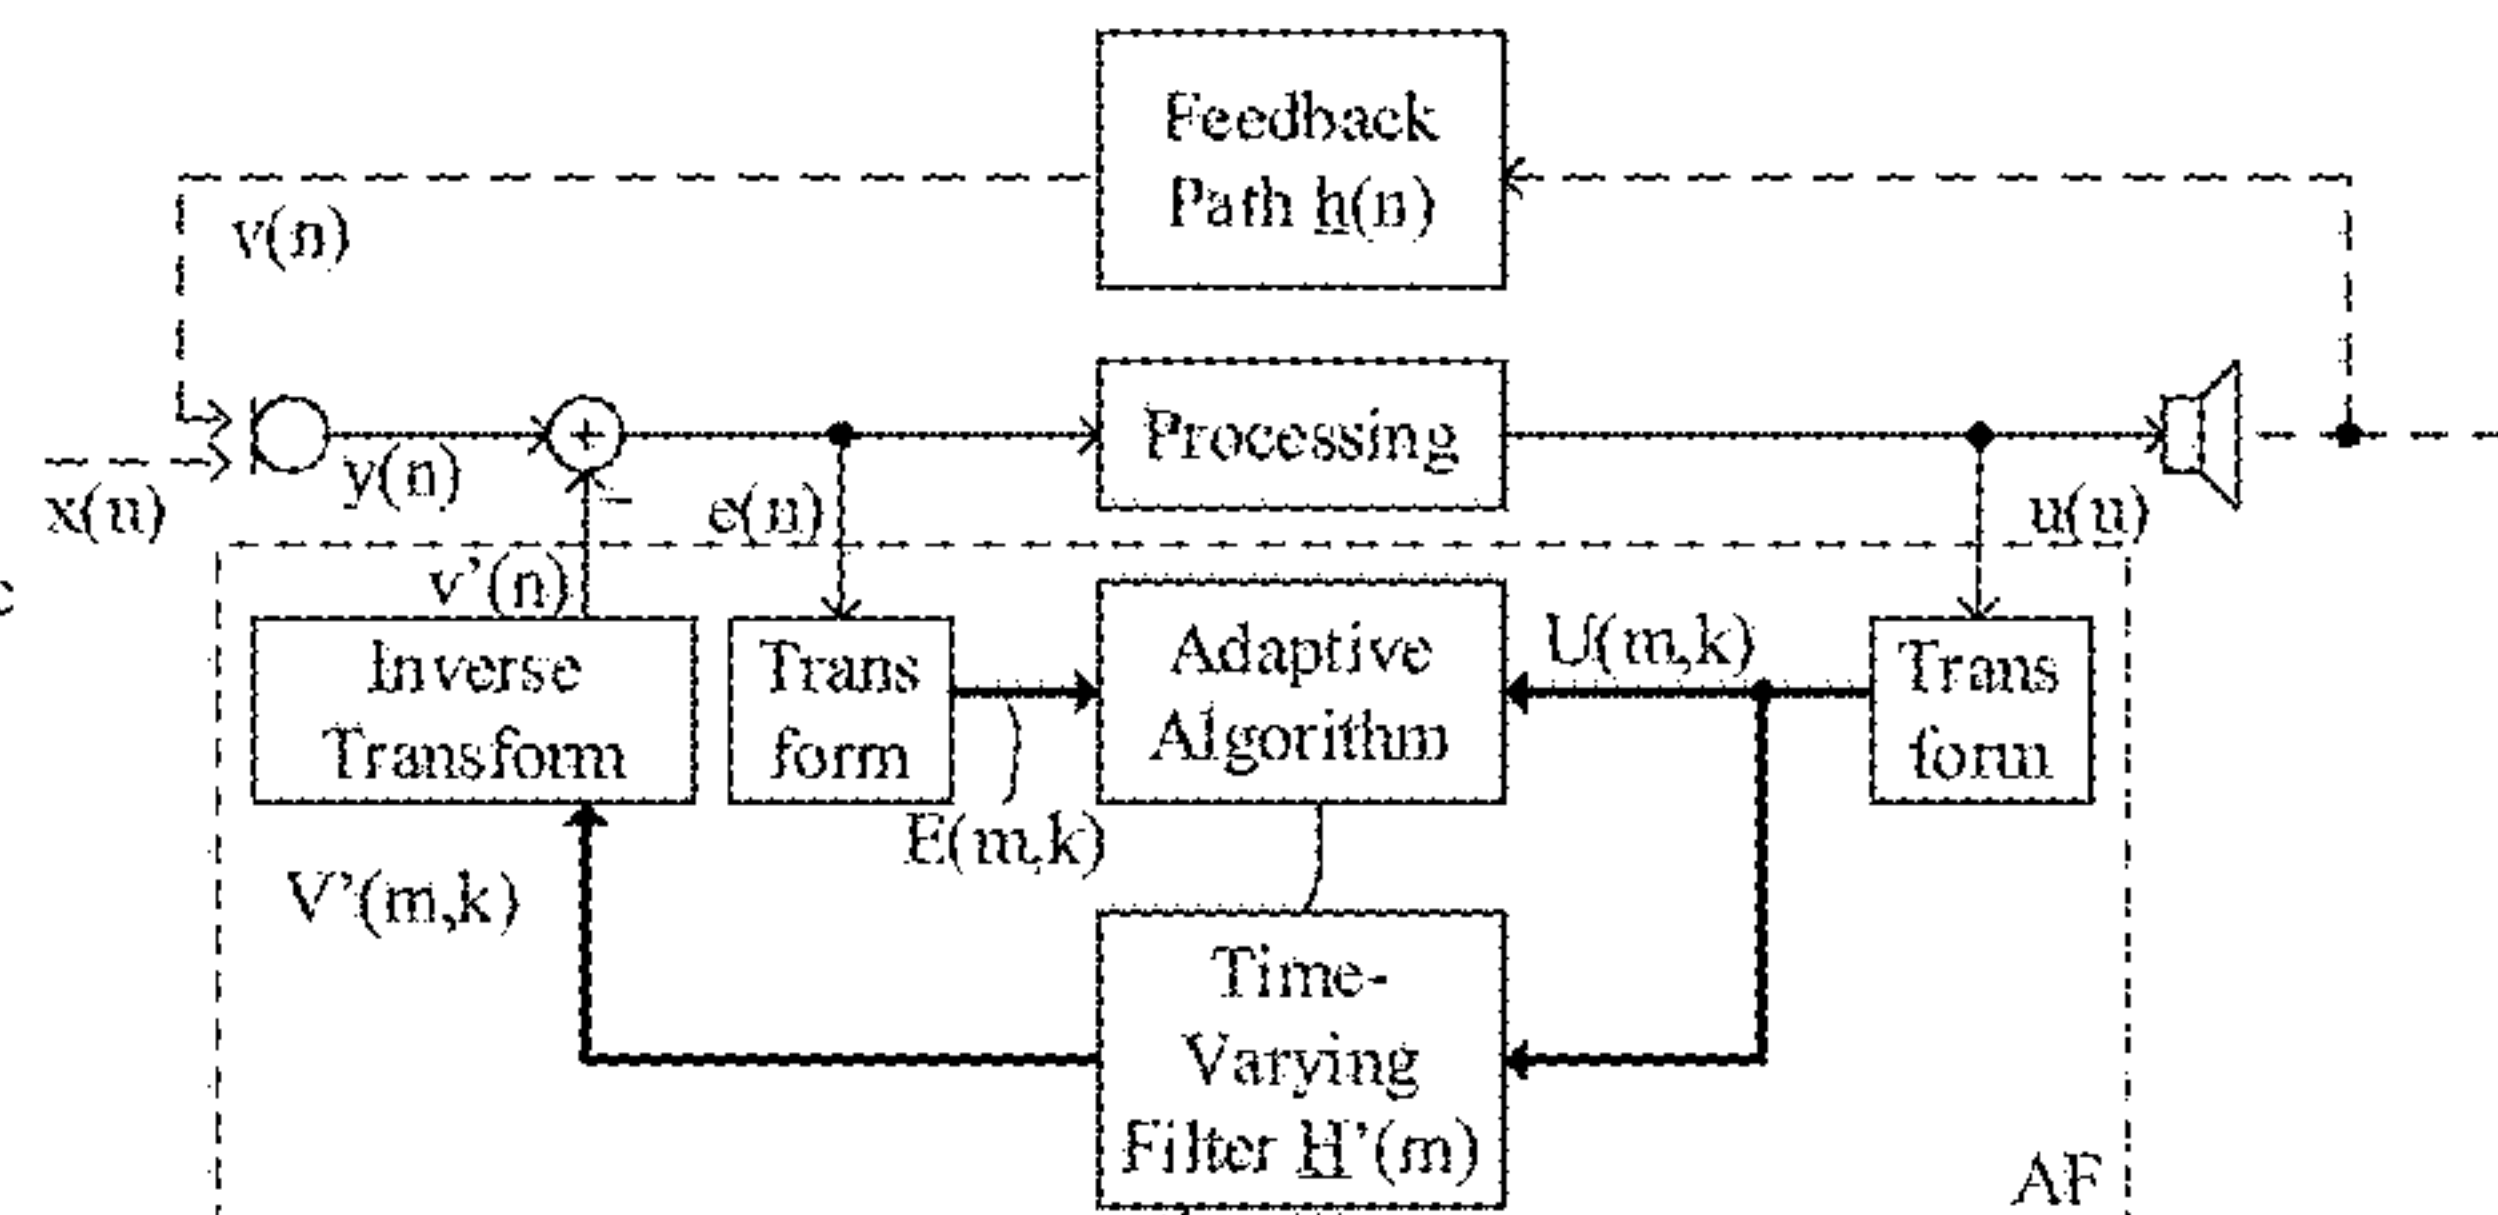 Feedback
Path h(n)
v(n)
Processing
y(n)
x(n)
e(n)
u(n)
v'(n)
Inverse
Transform
Trans
form
Adaptive
Algorithm
U(m,k)
Trans
form
E(m,k)
V'(m,k)
Time-
Varying
Filter H'(m)
AF